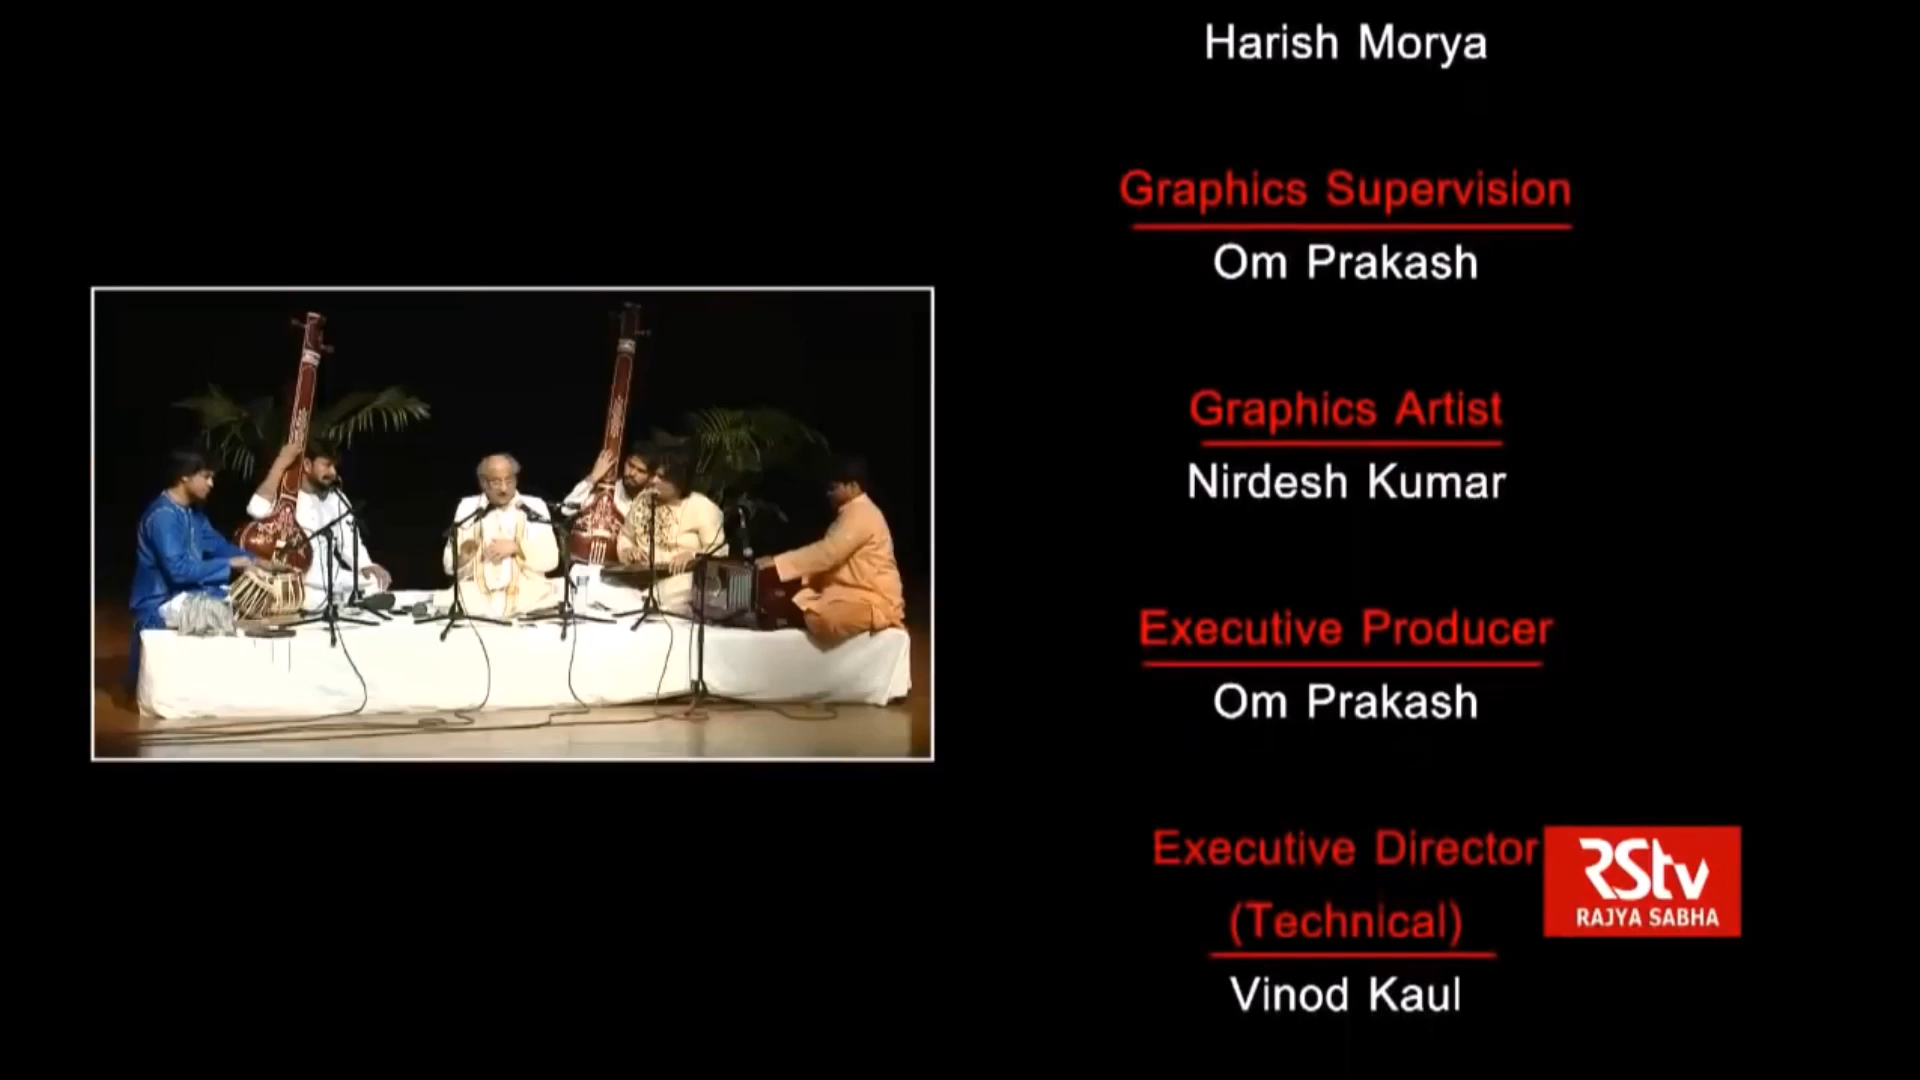 Harish Morya
Graphics Supervision
Om Prakash
Graphics Artist
Nirdesh Kumar
Executive Producer
Om Prakash
Executive Director
(Technical)
Vinod Kaul
RStv
RAJYA SABHA